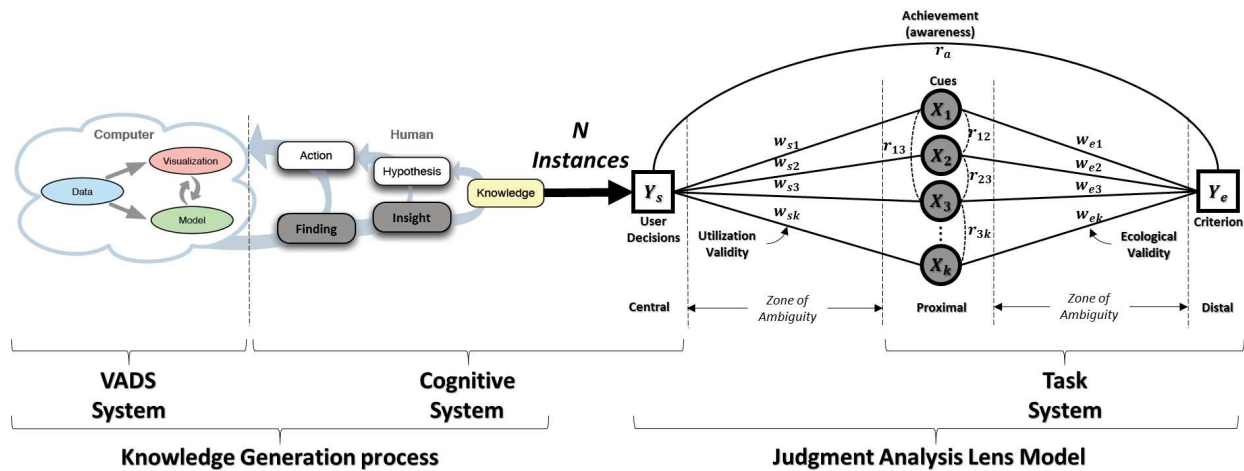 Achievement
(awareness)
r_a
Cues
Computer
Human
N
Instances
Visualization
Data
Model
Action
Hypothesis
Knowledge
Finding
Insight
Y_s
User
Decisions
w_s1
w_s2
w_s3
w_sk
Utilization
Validity
X_1
X_2
X_3
⋮
X_k
r_13
r_12
r_23
r_3k
w_e1
w_e2
w_e3
w_ek
Ecological
Validity
Y_e
Criterion
Central
Zone of
Ambiguity
Proximal
Zone of
Ambiguity
Distal
VADS
System
Cognitive
System
Task
System
Knowledge Generation process
Judgment Analysis Lens Model